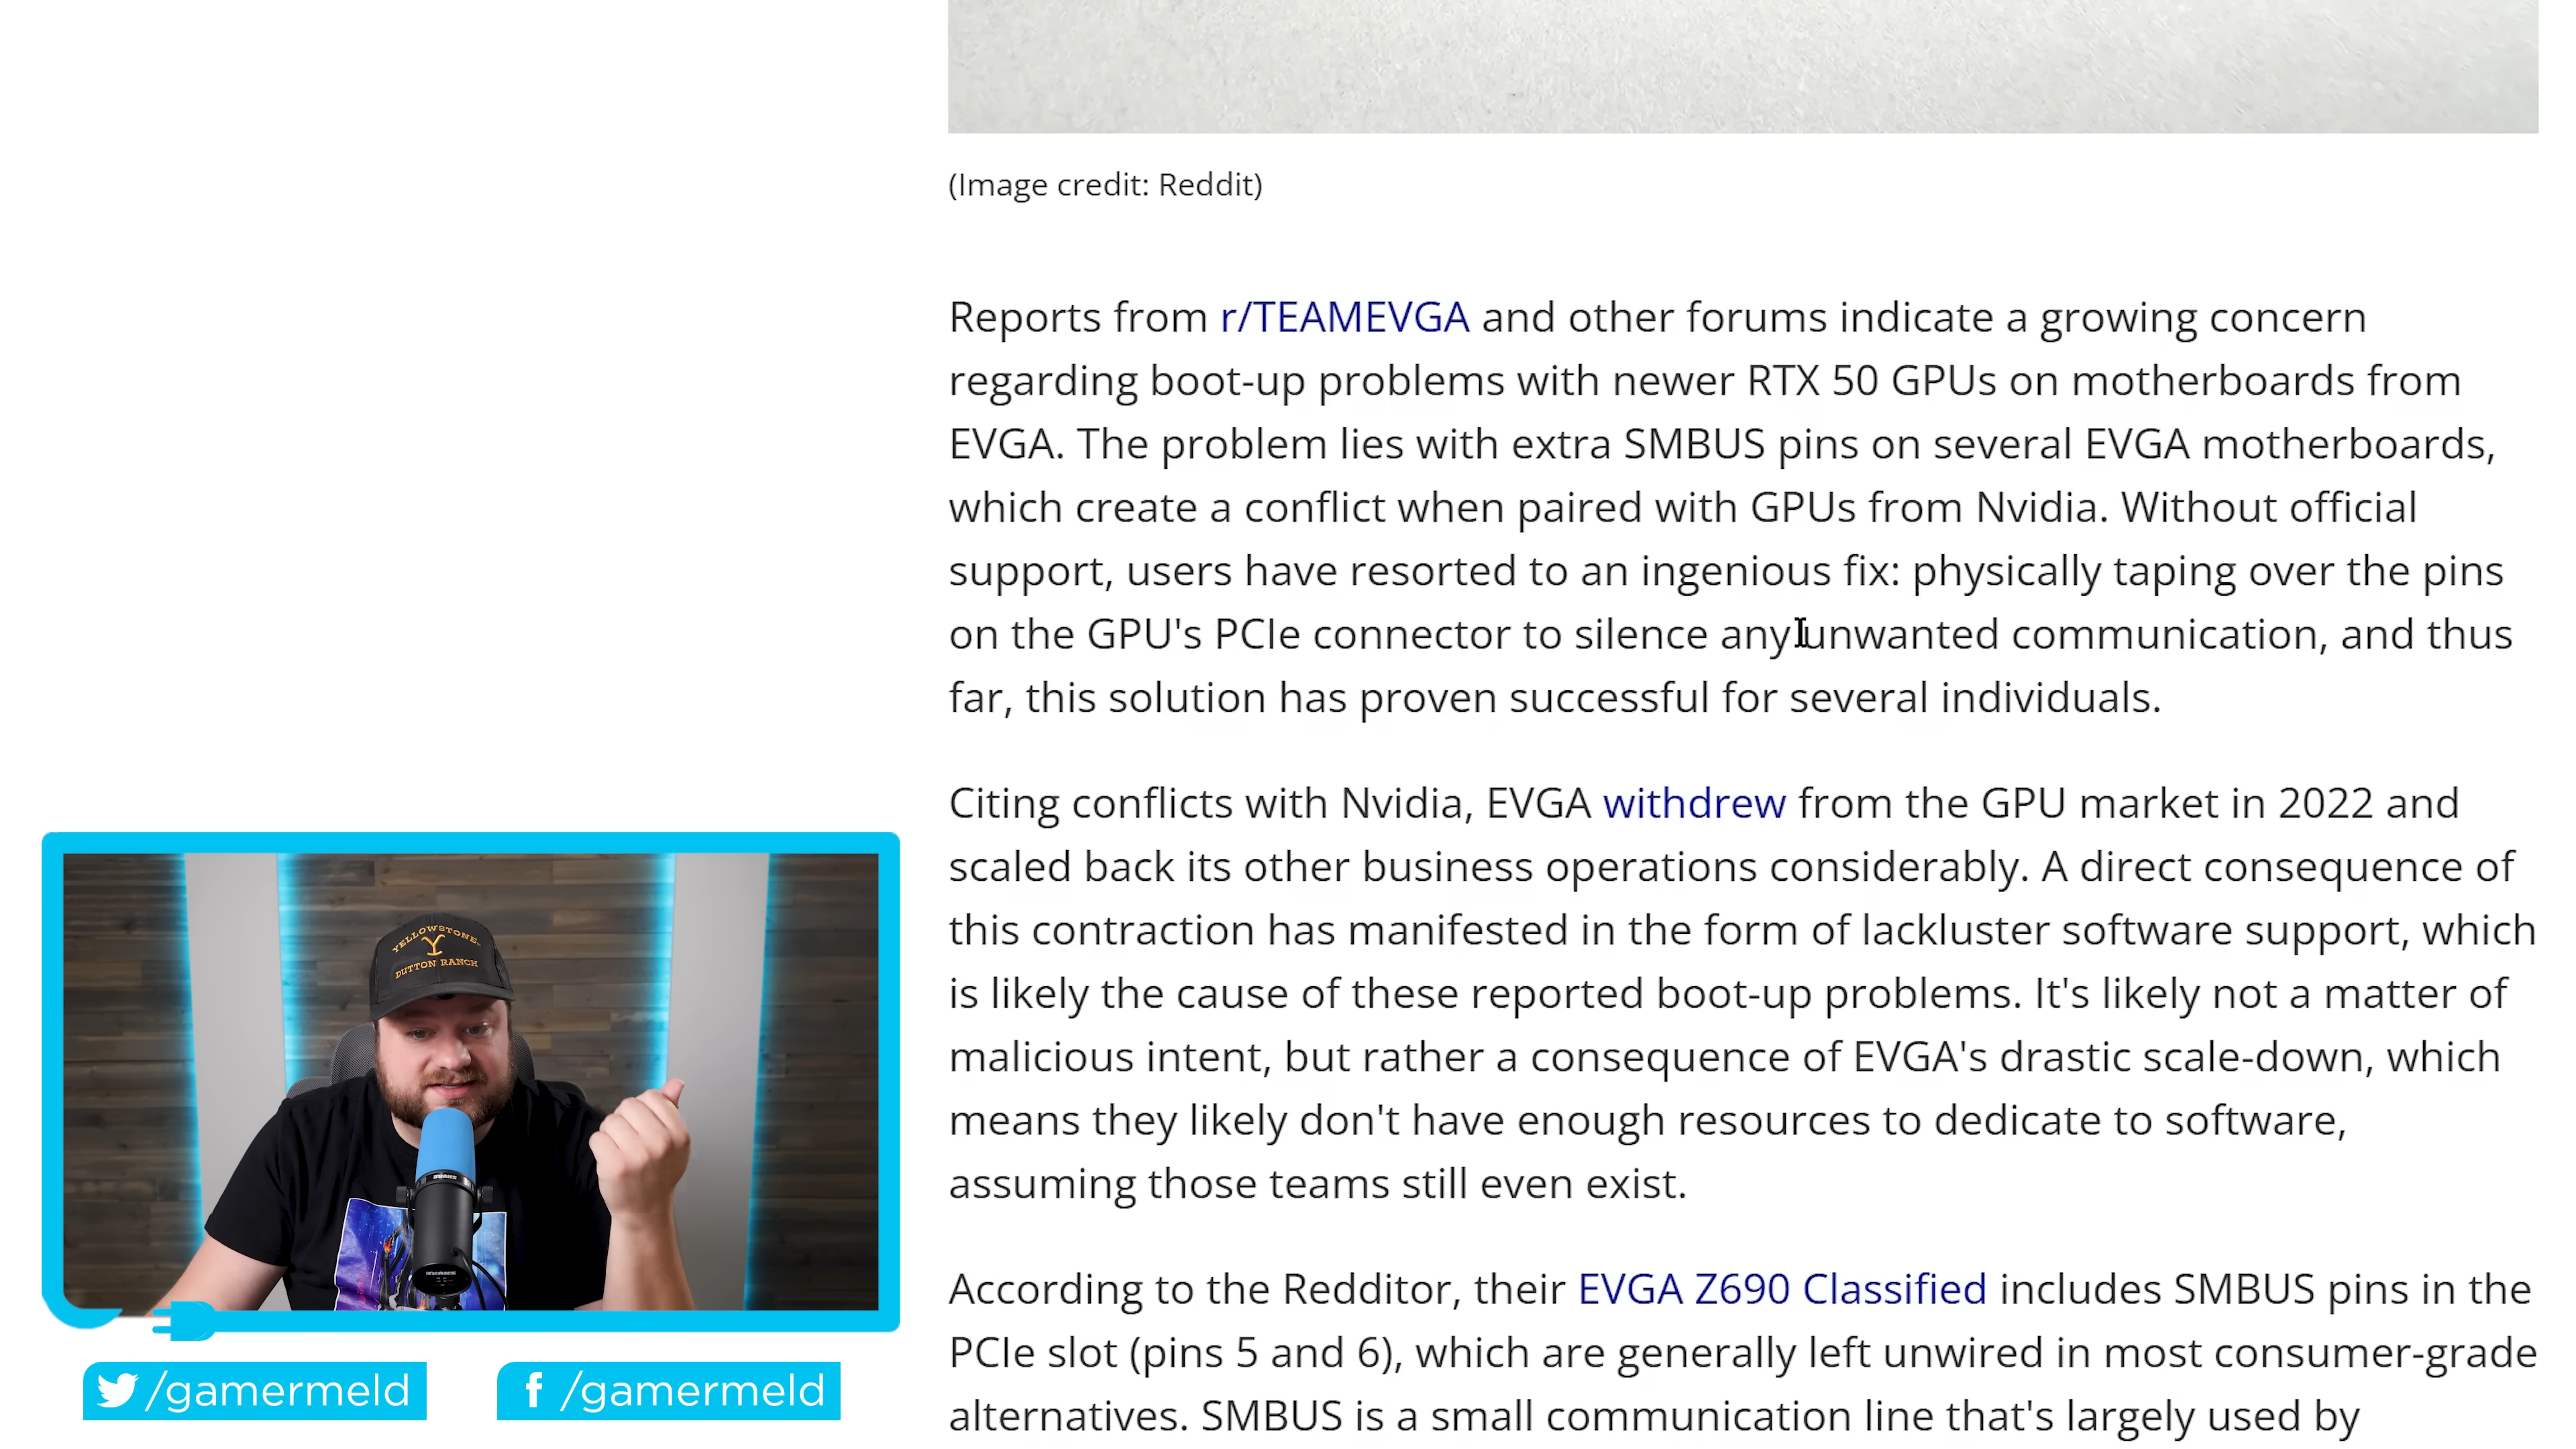 (Image credit: Reddit)
Reports from r/TEAMEVGA and other forums indicate a growing concern
regarding boot-up problems with newer RTX 50 GPUs on motherboards from
EVGA. The problem lies with extra SMBUS pins on several EVGA motherboards,
which create a conflict when paired with GPUs from Nvidia. Without official
support, users have resorted to an ingenious fix: physically taping over the pins
on the GPU's PCIe connector to silence any unwanted communication, and thus
far, this solution has proven successful for several individuals.
Citing conflicts with Nvidia, EVGA withdrew from the GPU market in 2022 and
scaled back its other business operations considerably. A direct consequence of
this contraction has manifested in the form of lackluster software support, which
is likely the cause of these reported boot-up problems. It's likely not a matter of
malicious intent, but rather a consequence of EVGA's drastic scale-down, which
means they likely don't have enough resources to dedicate to software,
assuming those teams still even exist.
According to the Redditor, their EVGA Z690 Classified includes SMBUS pins in the
PCIe slot (pins 5 and 6), which are generally left unwired in most consumer-grade
alternatives. SMBUS is a small communication line that's largely used by
YELLOWSTONE
Y
DUTTON RANCH
/gamermeld
f /gamermeld